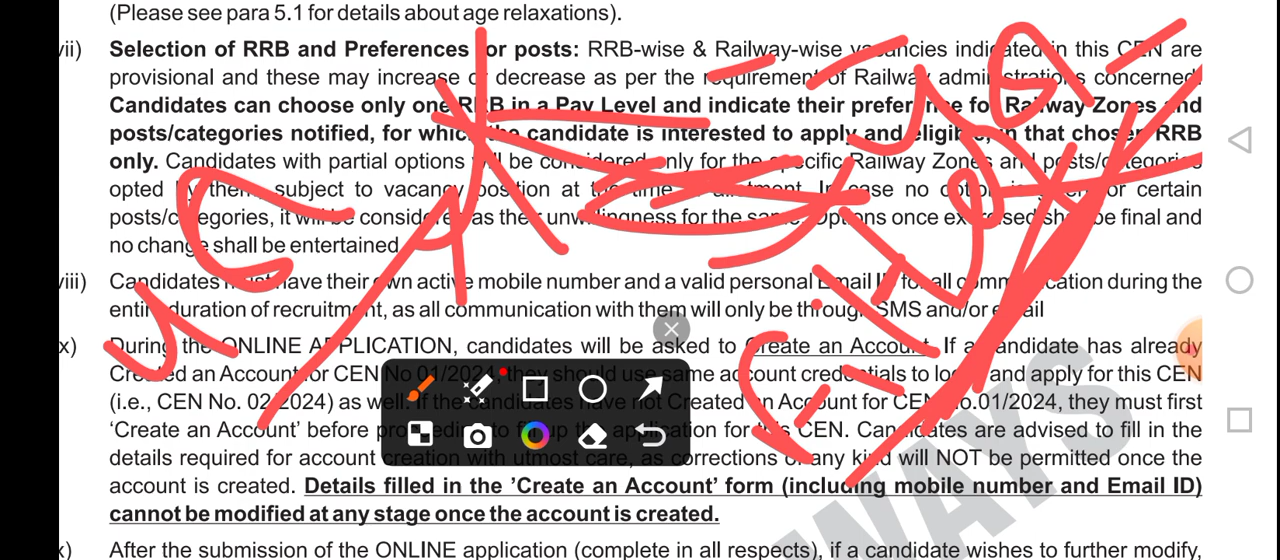 (Please see para 5.1 for details about age relaxations).
vii) Selection of RRB and Preferences for posts: RRB-wise & Railway-wise vacancies indicated in this CEN are
provisional and these may increase or decrease as per the requirement of Railway administrations concerned.
Candidates can choose only one RRB in a Pay Level and indicate their preference for Railway Zones and
posts/categories notified, for which the candidate is interested to apply and eligible, in that chosen RRB
only. Candidates with partial options will be considered only for the specific Railway Zones and posts/categories
opted by them, subject to vacancy position at the time allotment. In case no option is given for certain
posts/categories, it will be considered as their unwillingness for the same. Options once exercised shall be final and
no change shall be entertained
viii) Candidates must have their own active mobile number and a valid personal Email ID for all communication during the
entire duration of recruitment, as all communication with them will only be through SMS and/or email
x) During the ONLINE APPLICATION, candidates will be asked to Create an Account. If a candidate has already
Created an Account for CEN No 01/2024, they should use same account credentials to log and apply for this CEN
(i.e., CEN No. 02/2024) as well. If the candidates have not Created an Account for CEN No.01/2024, they must first
‘Create an Account’ before proceeding to fill up the application for this CEN. Candidates are advised to fill in the
details required for account creation with utmost care, as corrections of any kind will NOT be permitted once the
account is created. Details filled in the ’Create an Account’ form (including mobile number and Email ID)
cannot be modified at any stage once the account is created.
x) After the submission of the ONLINE application (complete in all respects), if a candidate wishes to further modify,
WAYS